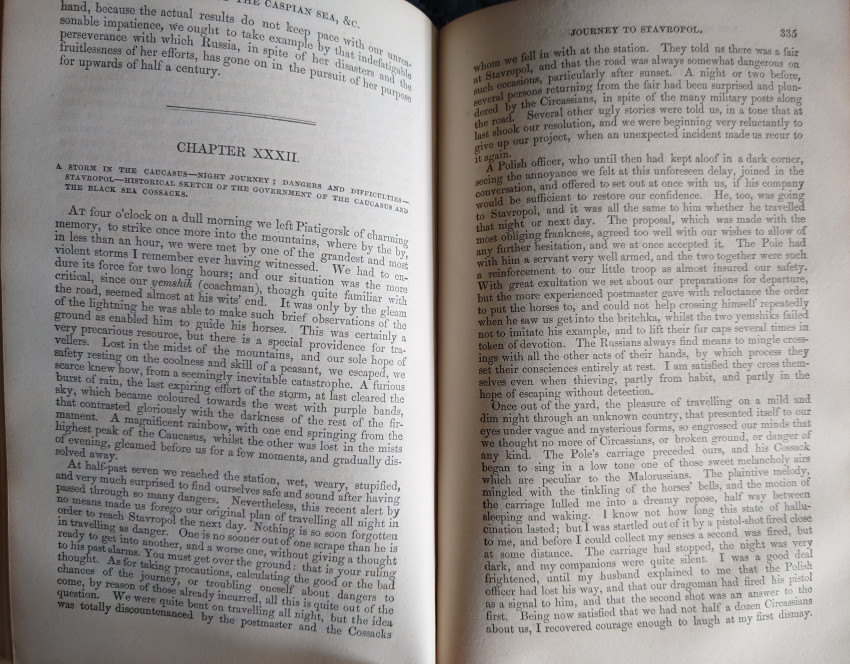 THE CASPIAN SEA, &C.
hand, because the actual results do not keep pace with our unrea-
sonable impatience, we ought to take example by that indefatigable
perseverance with which Russia, in spite of her disasters and the
fruitlessness of her efforts, has gone on in the pursuit of her purpose
for upwards of half a century.
CHAPTER XXXII.
A STORM IN THE CAUCASUS—NIGHT JOURNEY; DANGERS AND DIFFICULTIES—
STAVROPOL—HISTORICAL SKETCH OF THE GOVERNMENT OF THE CAUCASUS AND
THE BLACK SEA COSSACKS.
AT four o'clock on a dull morning we left Piatigorsk of charming
memory, to strike once more into the mountains, where by the by,
in less than an hour, we were met by one of the grandest and most
violent storms I remember ever having witnessed. We had to en-
dure its force for two long hours; and our situation was the more
critical, since our yemshik (coachman), though quite familiar with
the road, seemed almost at his wits' end. It was only by the gleam
of the lightning he was able to make such brief observations of the
ground as enabled him to guide his horses. This was certainly a
very precarious resource, but there is a special providence for tra-
vellers. Lost in the midst of the mountains, and our sole hope of
safety resting on the coolness and skill of a peasant, we escaped, we
scarce knew how, from a seemingly inevitable catastrophe. A furious
burst of rain, the last expiring effort of the storm, at last cleared the
sky, which became coloured towards the west with purple bands,
that contrasted gloriously with the darkness of the rest of the fir-
mament. A magnificent rainbow, with one end springing from the
highest peak of the Caucasus, whilst the other was lost in the mists
of evening, gleamed before us for a few moments, and gradually dis-
solved away.
At half-past seven we reached the station, wet, weary, stupified,
and very much surprised to find ourselves safe and sound after having
passed through so many dangers. Nevertheless, this recent alert by
no means made us forego our original plan of travelling all night in
order to reach Stavropol the next day. Nothing is so soon forgotten
in travelling as danger. One is no sooner out of one scrape than he is
ready to get into another, and a worse one, without giving a thought
to his past alarms. You must get over the ground: that is your ruling
thought. As for taking precautions, calculating the good or the bad
chances of the journey, or troubling oneself about dangers to
come, by reason of those already incurred, all this is quite out of the
question. We were quite bent on travelling all night, but the idea
was totally discountenanced by the postmaster and the Cossacks
JOURNEY TO STAVROPOL. 335
whom we fell in with at the station. They told us there was a fair
at Stavropol, and that the road was always somewhat dangerous on
such occasions, particularly after sunset. A night or two before,
several persons returning from the fair had been surprised and plun-
dered by the Circassians, in spite of the many military posts along
the road. Several other ugly stories were told us, in a tone that at
last shook our resolution, and we were beginning very reluctantly to
give up our project, when an unexpected incident made us recur to
it again.
A Polish officer, who until then had kept aloof in a dark corner,
seeing the annoyance we felt at this unforeseen delay, joined in the
conversation, and offered to set out at once with us, if his company
would be sufficient to restore our confidence. He, too, was going
to Stavropol, and it was all the same to him whether he travelled
that night or next day. The proposal, which was made with the
most obliging frankness, agreed too well with our wishes to allow of
any further hesitation, and we at once accepted it. The Pole had
with him a servant very well armed, and the two together were such
a reinforcement to our little troop as almost insured our safety.
With great exultation we set about our preparations for departure,
but the more experienced postmaster gave with reluctance the order
to put the horses to, and could not help crossing himself repeatedly
when he saw us get into the britchka, whilst the two yemshiks failed
not to imitate his example, and to lift their fur caps several times in
token of devotion. The Russians always find means to mingle cross-
ings with all the other acts of their hands, by which process they
set their consciences entirely at rest. I am satisfied they cross them-
selves even when thieving, partly from habit, and partly in the
hope of escaping without detection.
Once out of the yard, the pleasure of travelling on a mild and
dim night through an unknown country, that presented itself to our
eyes under vague and mysterious forms, so engrossed our minds that
we thought no more of Circassians, or broken ground, or danger of
any kind. The Pole's carriage preceded ours, and his Cossack
began to sing in a low tone one of those sweet melancholy airs
which are peculiar to the Malorussians. The plaintive melody,
mingled with the tinkling of the horses' bells, and the motion of
the carriage lulled me into a dreamy repose, half way between
sleeping and waking. I know not how long this state of hallu-
cination lasted; but I was startled out of it by a pistol-shot fired close
to me, and before I could collect my senses a second was fired, but
at some distance. The carriage had stopped, the night was very
dark, and my companions were quite silent. I was a good deal
frightened, until my husband explained to me that the Polish
officer had lost his way, and that our dragoman had fired his pistol
as a signal to him, and that the second shot was an answer to the
first. Being now satisfied that we had not half a dozen Circassians
about us, I recovered courage enough to laugh at my first dismay.